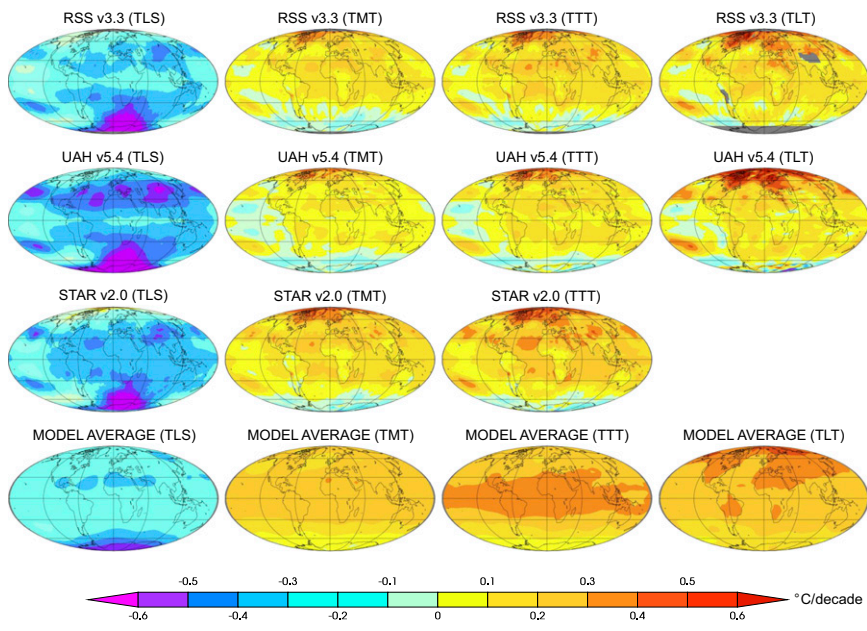 RSS v3.3 (TLS) RSS v3.3 (TMT) RSS v3.3 (TTT) RSS v3.3 (TLT)
UAH v5.4 (TLS) UAH v5.4 (TMT) UAH v5.4 (TTT) UAH v5.4 (TLT)
STAR v2.0 (TLS) STAR v2.0 (TMT) STAR v2.0 (TTT)
MODEL AVERAGE (TLS) MODEL AVERAGE (TMT) MODEL AVERAGE (TTT) MODEL AVERAGE (TLT)
-0.5 -0.3 -0.1 0.1 0.3 0.5
°C/decade
-0.6 -0.4 -0.2 0 0.2 0.4 0.6